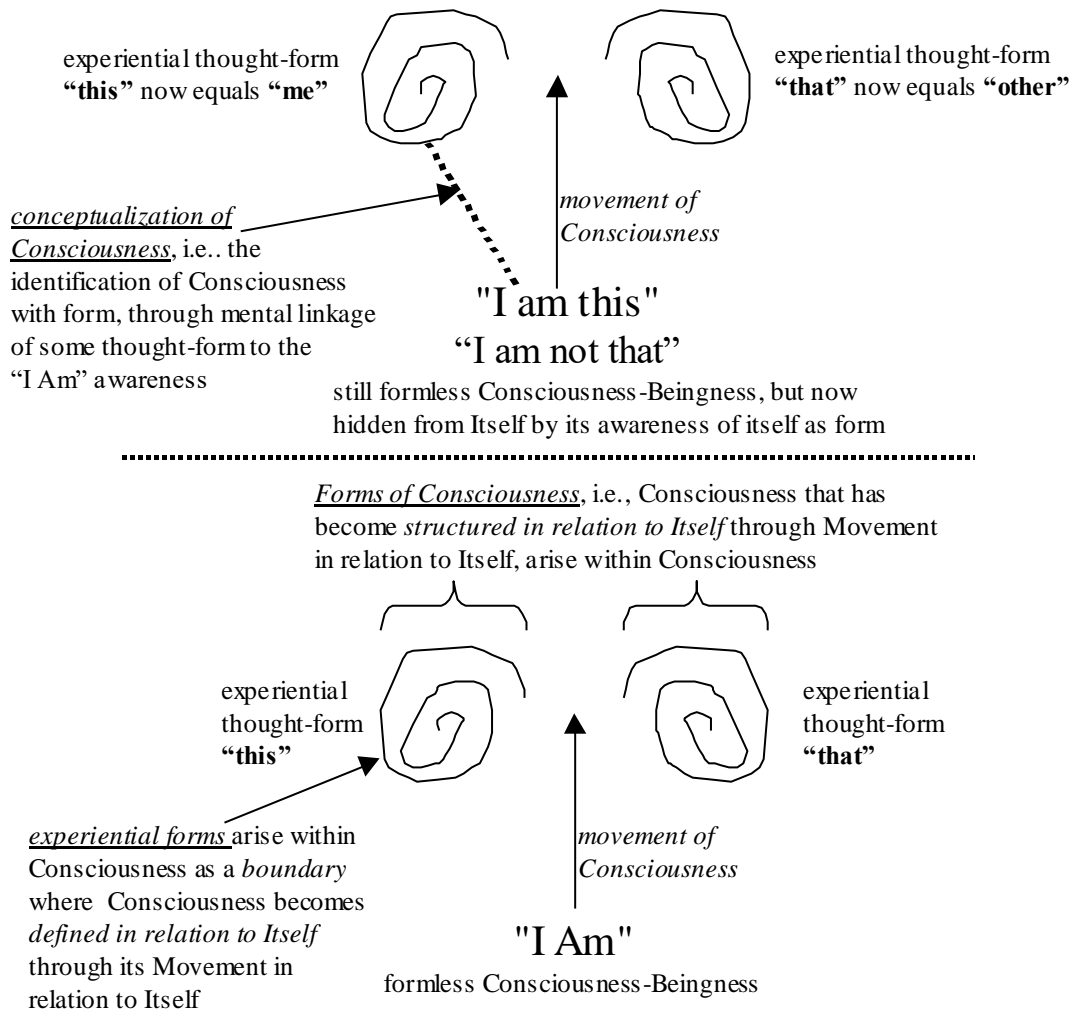 experiential thought-form
“this” now equals “me”
experiential thought-form
“that” now equals “other”
conceptualization of
Consciousness, i.e.. the
identification of Consciousness
with form, through mental linkage
of some thought-form to the
“I Am” awareness
movement of
Consciousness
"I am this"
“I am not that”
still formless Consciousness-Beingness, but now
hidden from Itself by its awareness of itself as form
Forms of Consciousness, i.e., Consciousness that has
become structured in relation to Itself through Movement
in relation to Itself, arise within Consciousness
experiential
thought-form
“this”
experiential
thought-form
“that”
experiential forms arise within
Consciousness as a boundary
where Consciousness becomes
defined in relation to Itself
through its Movement in
relation to Itself
movement of
Consciousness
"I Am"
formless Consciousness-Beingness